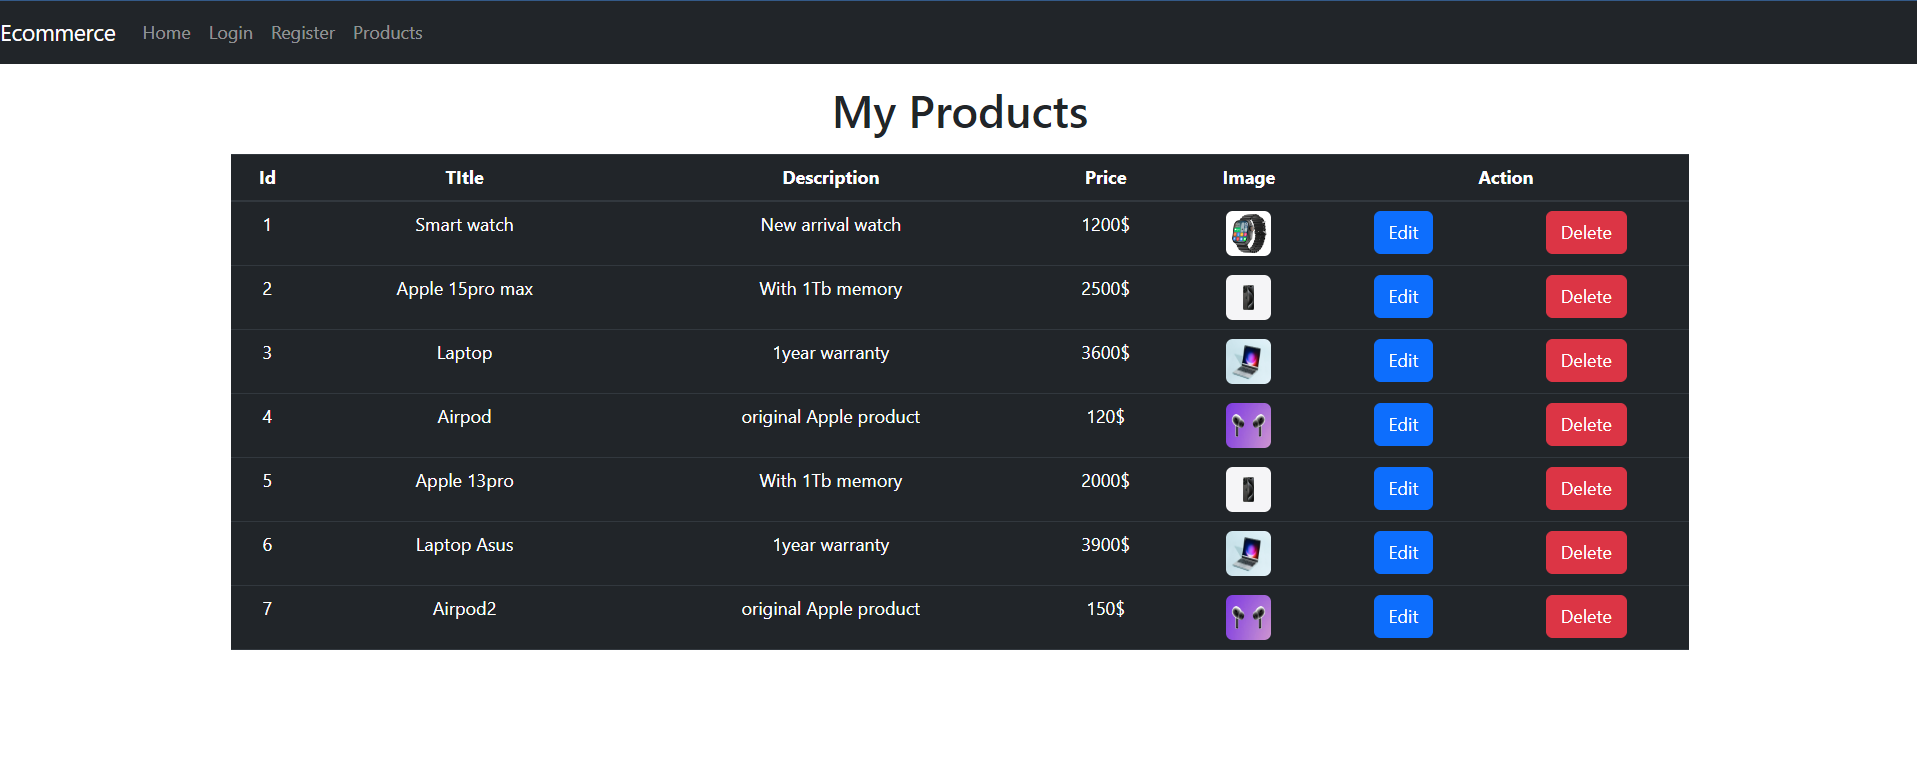 Ecommerce Home Login Register Products
My Products
Id TItle Description Price Image Action
1 Smart watch New arrival watch 1200$ Edit Delete
2 Apple 15pro max With 1Tb memory 2500$ Edit Delete
3 Laptop 1year warranty 3600$ Edit Delete
4 Airpod original Apple product 120$ Edit Delete
5 Apple 13pro With 1Tb memory 2000$ Edit Delete
6 Laptop Asus 1year warranty 3900$ Edit Delete
7 Airpod2 original Apple product 150$ Edit Delete